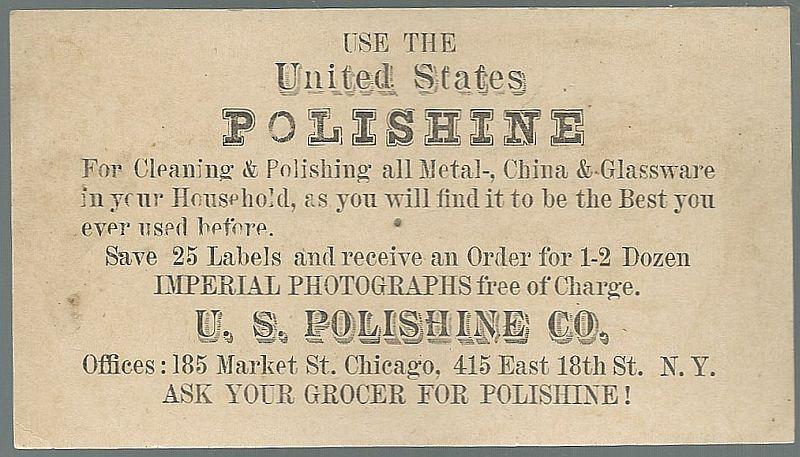 USE THE
United States
POLISHINE
For Cleaning & Polishing all Metal-, China & Glassware
in your Household, as you will find it to be the Best you
ever used before.
Save 25 Labels and receive an Order for 1-2 Dozen
IMPERIAL PHOTOGRAPHS free of Charge.
U. S. POLISHINE CO.
Offices: 185 Market St. Chicago, 415 East 18th St. N. Y.
ASK YOUR GROCER FOR POLISHINE!